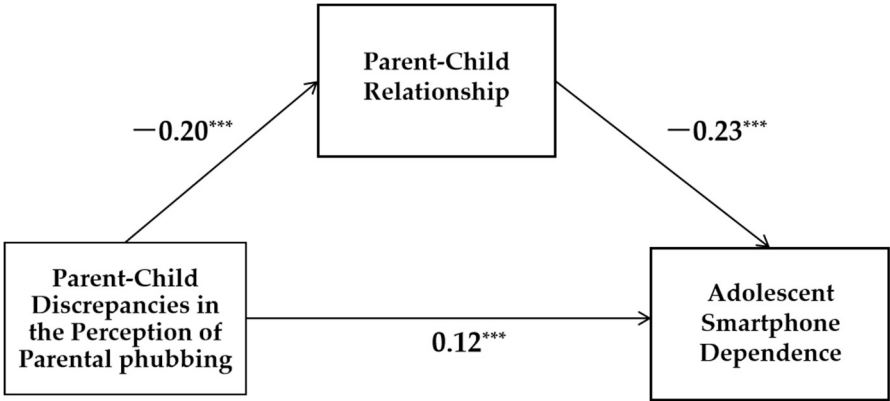 Parent-Child
Relationship
—0.20***
—0.23***
Parent-Child
Discrepancies in
the Perception of
Parental phubbing
0.12***
Adolescent
Smartphone
Dependence